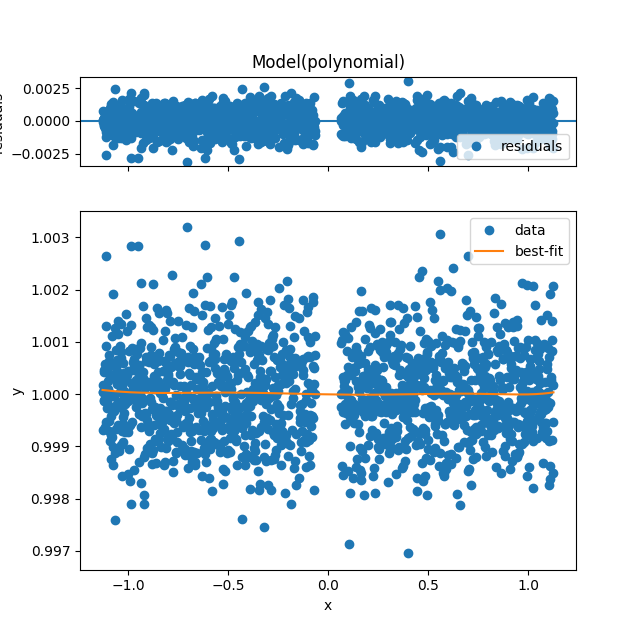 Model(polynomial)
0.0025
0.0000
−0.0025
residuals
residuals
1.003
1.002
1.001
1.000
0.999
0.998
0.997
y
data
best-fit
−1.0 −0.5 0.0 0.5 1.0
x